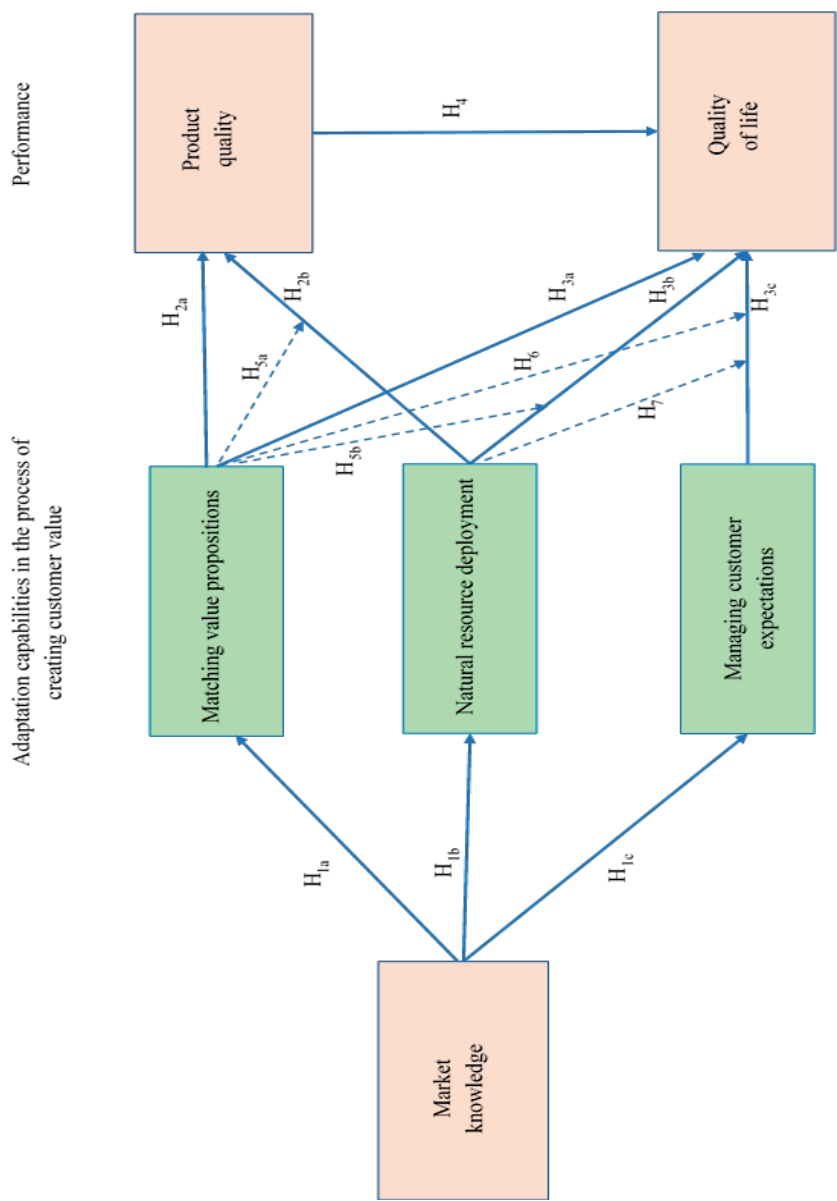 Adaptation capabilities in the process of
creating customer value
Performance
Market
knowledge
H1a
H1b
H1c
Matching value propositions
Natural resource deployment
Managing customer
expectations
H2a
H5a
H2b
H3a
H5b
H6
H3b
H7
H3c
Product
quality
H4
Quality
of life